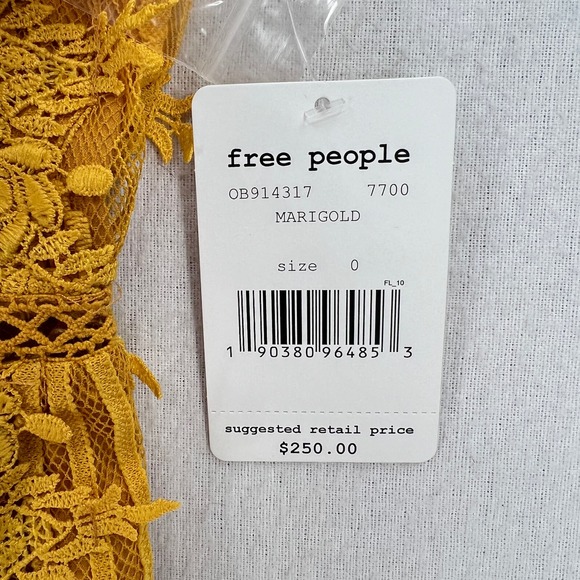 free people
OB914317 7700
MARIGOLD
size 0
FL_10
1 90380 96485 3
suggested retail price
$250.00